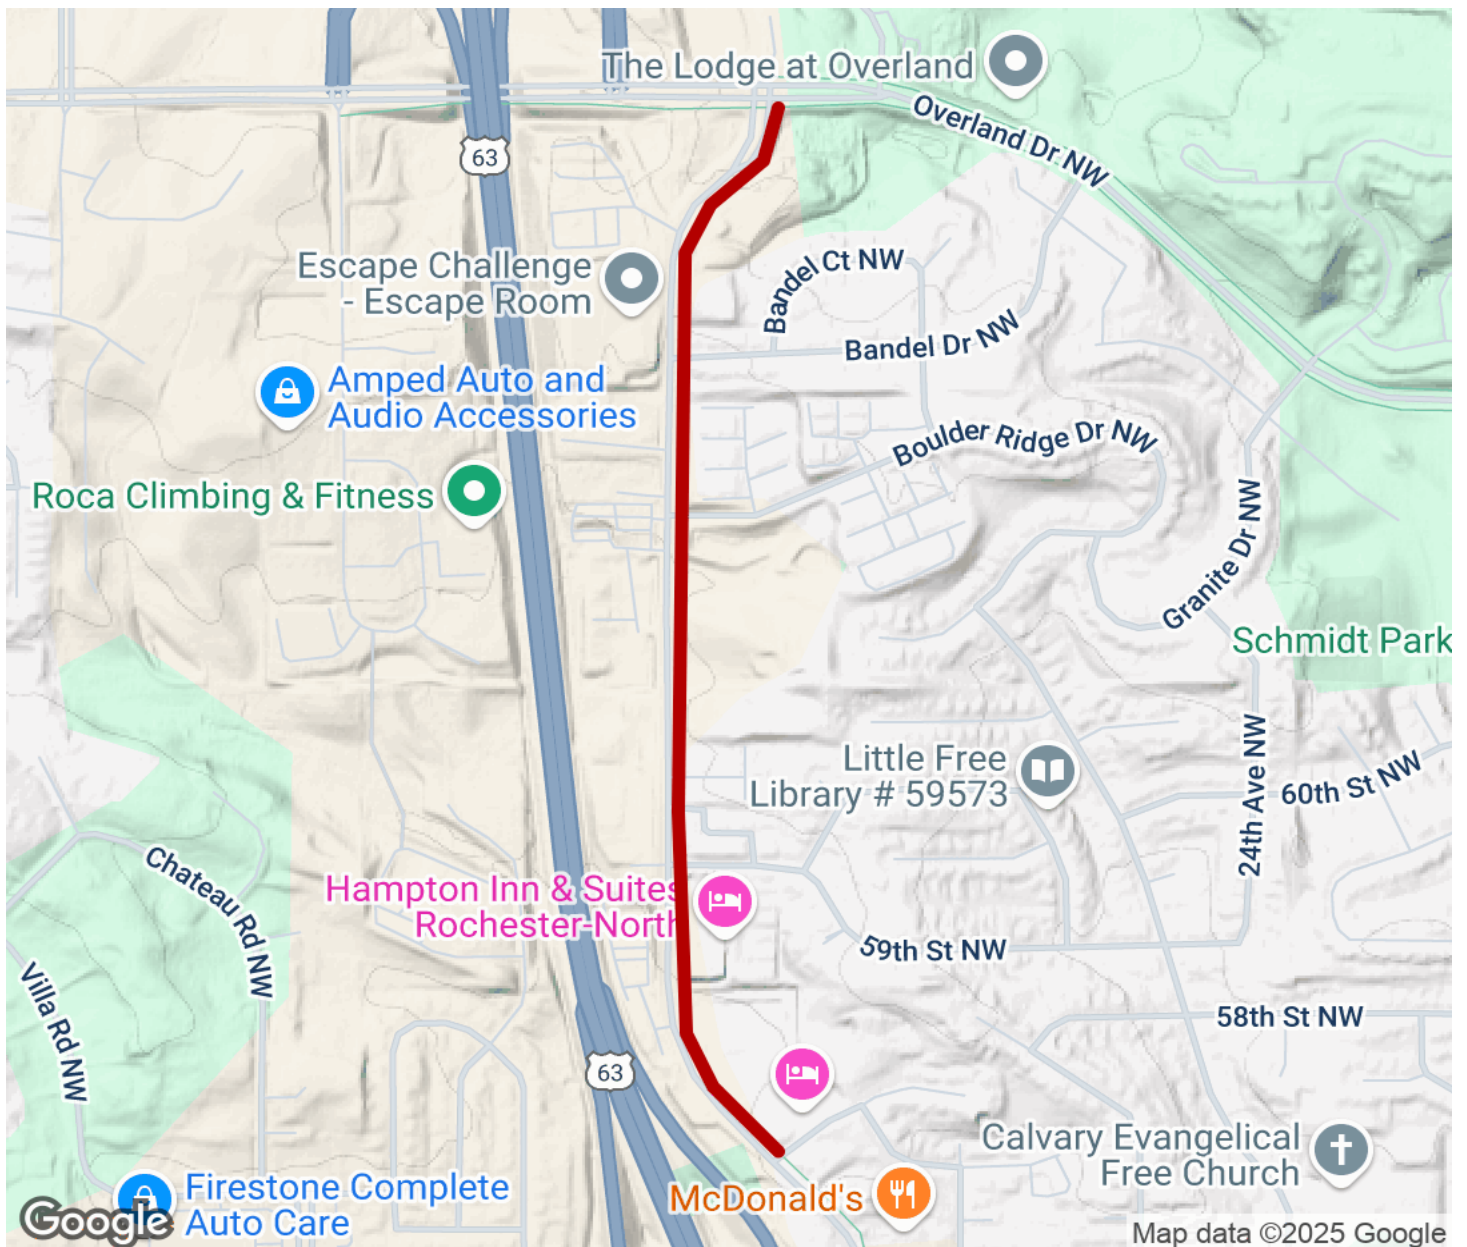 The Lodge at Overland
Overland Dr NW
63
Escape Challenge
- Escape Room
Bandel Ct NW
Bandel Dr NW
Amped Auto and
Audio Accessories
Boulder Ridge Dr NW
Roca Climbing & Fitness
Granite Dr NW
Schmidt Park
Little Free
Library # 59573
24th Ave NW
60th St NW
Chateau Rd NW
Hampton Inn & Suites
Rochester-North
59th St NW
Villa Rd NW
58th St NW
63
Calvary Evangelical
Free Church
Firestone Complete
Auto Care
McDonald's
Google
Map data ©2025 Google